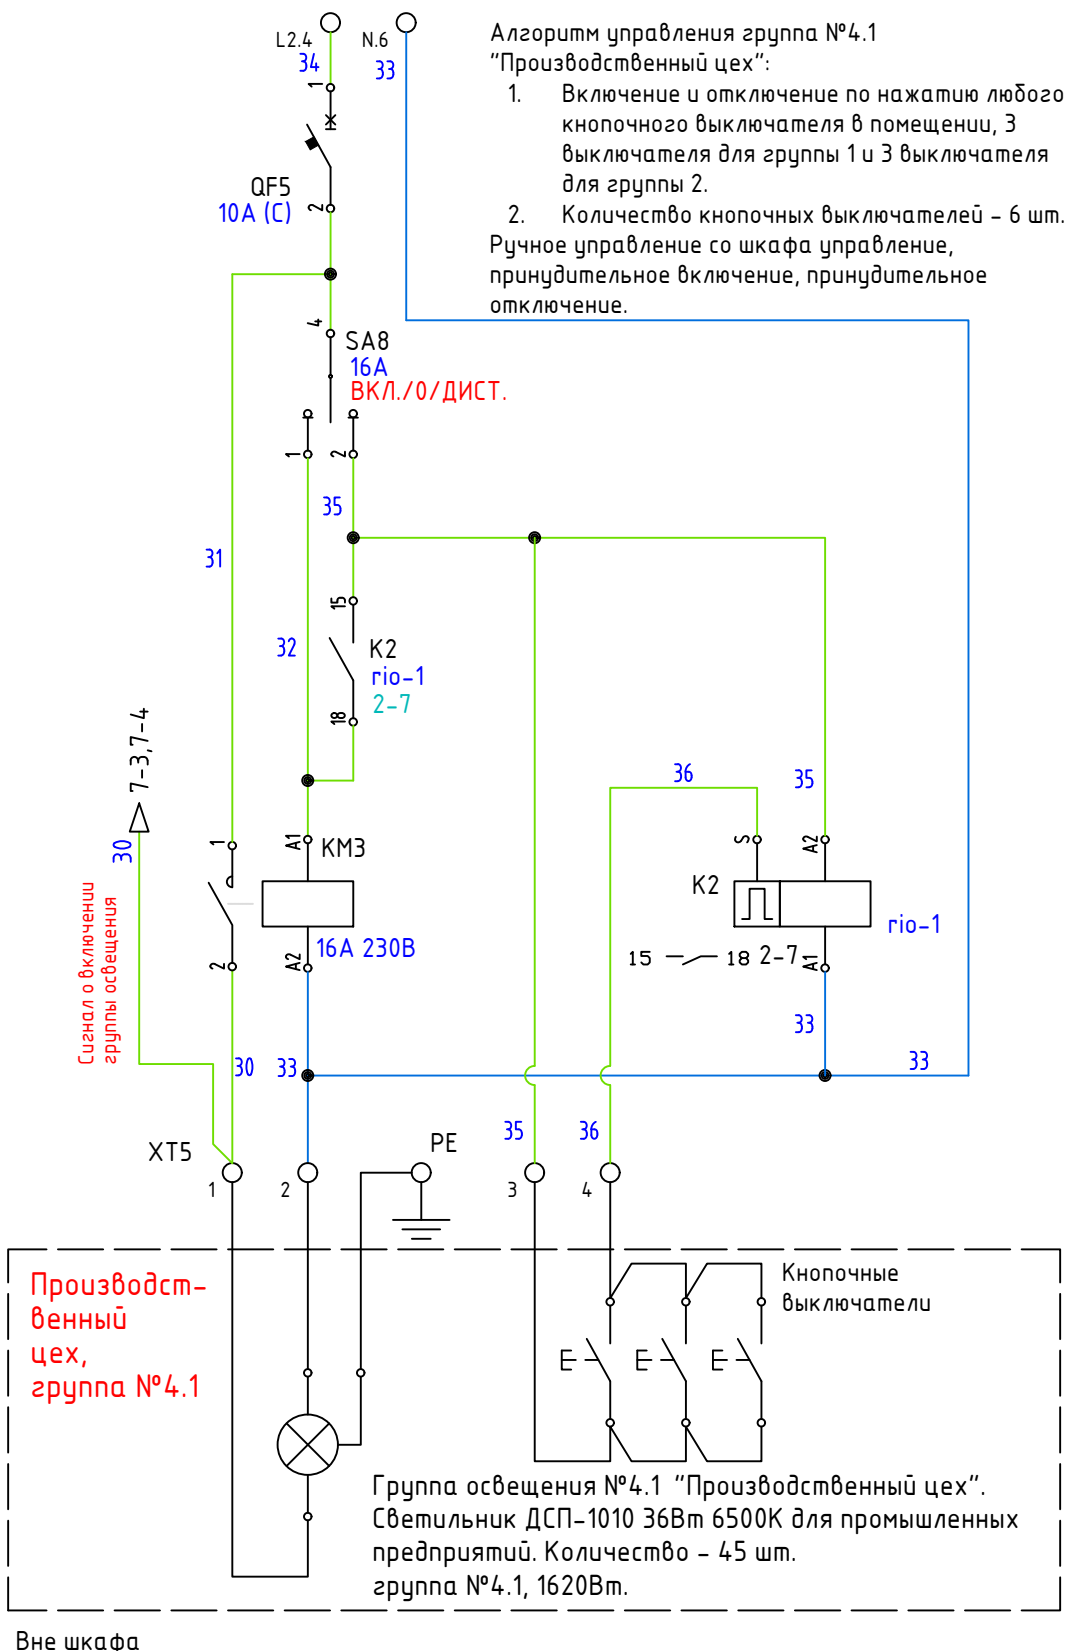 L2.4
N.6
34
33
Алгоритм управления группа №4.1
"Производственный цех":
1. Включение и отключение по нажатию любого
кнопочного выключателя в помещении, 3
выключателя для группы 1 и 3 выключателя
для группы 2.
2. Количество кнопочных выключателей – 6 шт.
Ручное управление со шкафа управление,
принудительное включение, принудительное
отключение.
1
QF5
10А (С)
2
4
SA8
16А
ВКЛ./0/ДИСТ.
1
2
35
31
15
32
K2
rio-1
2-7
18
7-3,7-4
36
35
30
1
A1
KM3
S
A2
K2
Сигнал о включении
группы освещения
16А 230В
rio-1
2
A2
15
18
2-7
A1
33
30
33
33
35
36
XT5
PE
1
2
3
4
Производст-
венный
цех,
группа №4.1
Кнопочные
выключатели
Группа освещения №4.1 "Производственный цех".
Светильник ДСП-1010 36Вт 6500К для промышленных
предприятий. Количество – 45 шт.
группа №4.1, 1620Вт.
Вне шкафа